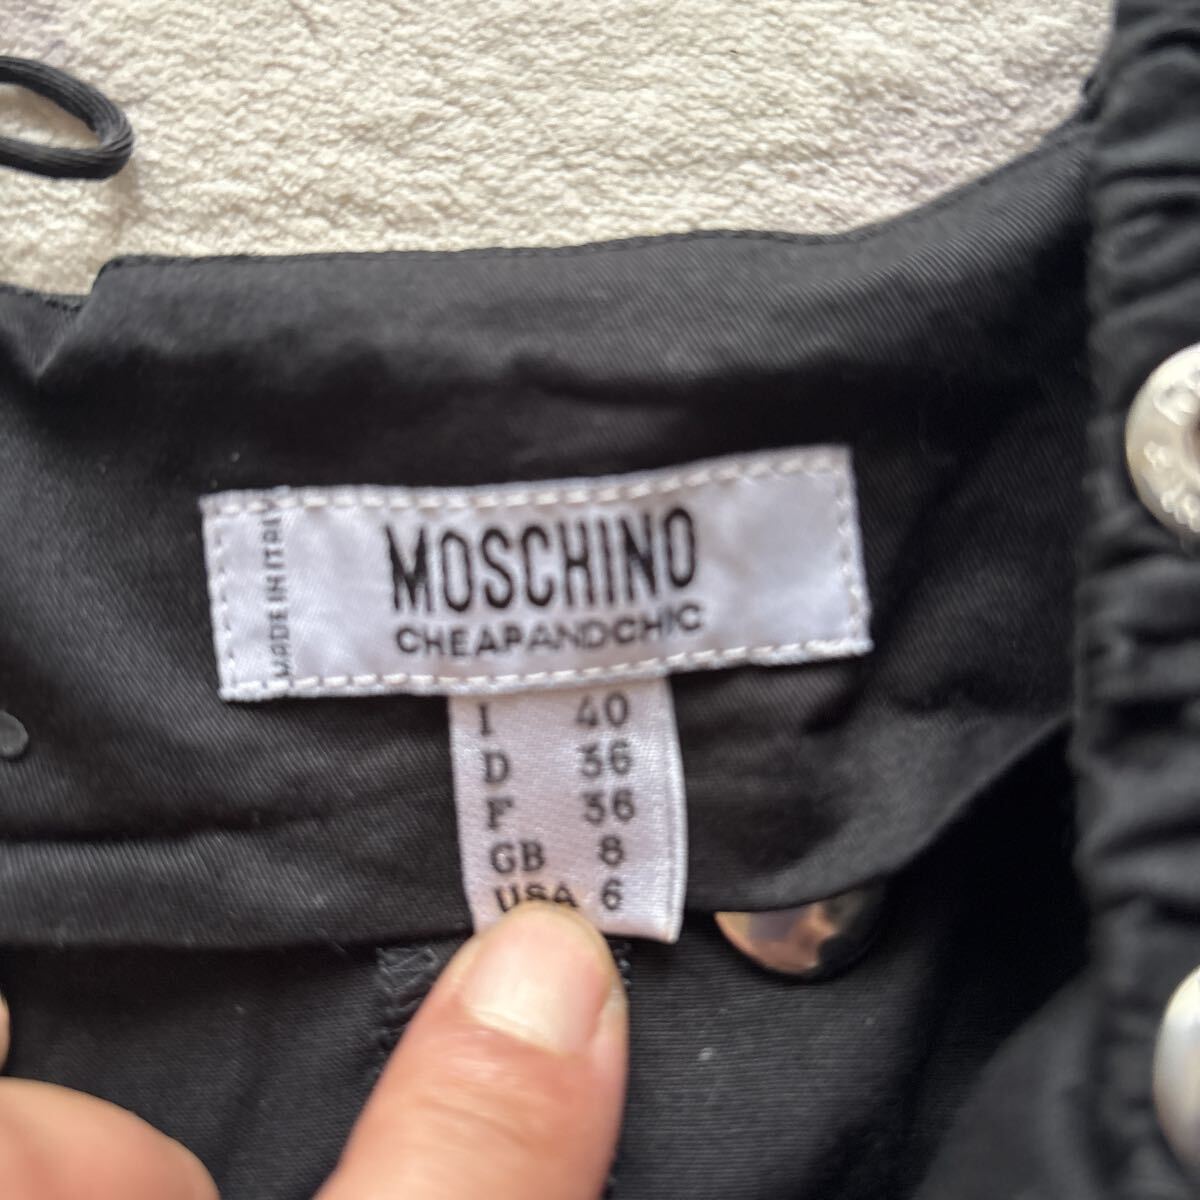 MADE IN ITALY
MOSCHINO
CHEAPANDCHIC
I 40
D 36
F 36
GB 8
USA 6